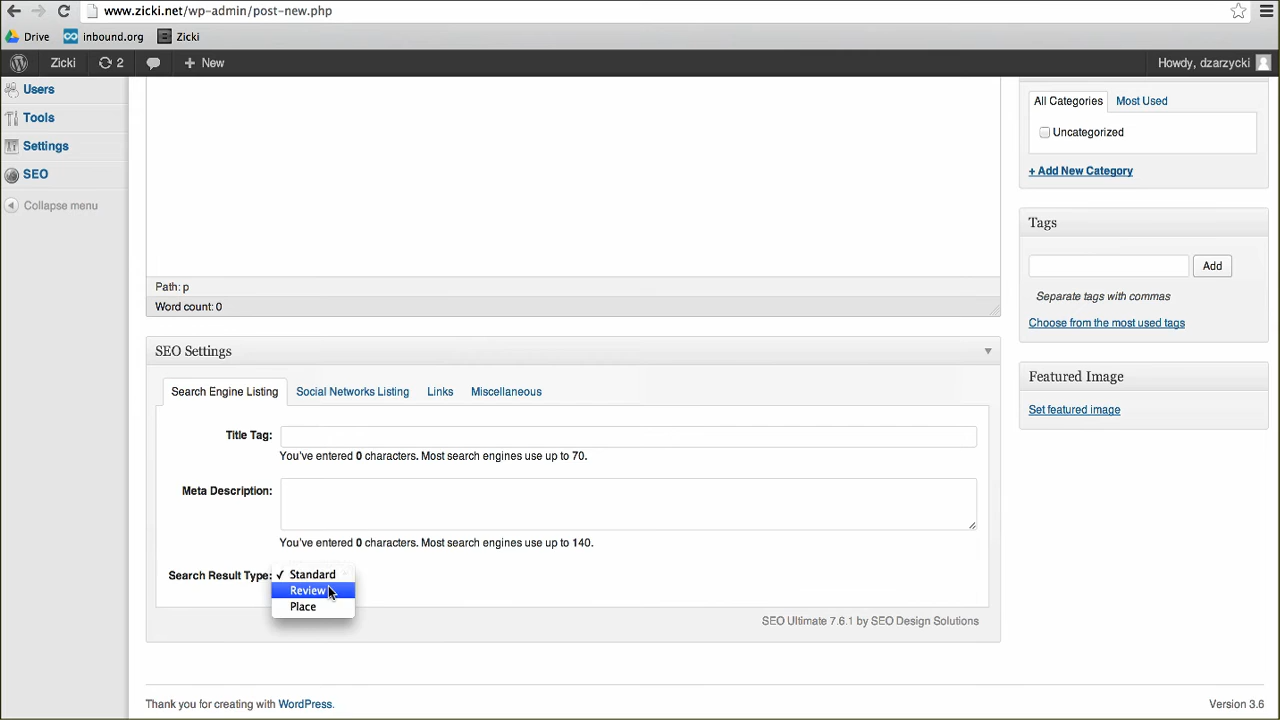 www.zicki.net/wp-admin/post-new.php
Drive inbound.org Zicki
Zicki 2 New Howdy, dzarzycki
Users
Tools
Settings
SEO
Collapse menu
Path: p
Word count: 0
SEO Settings
Search Engine Listing Social Networks Listing Links Miscellaneous
Title Tag:
You've entered 0 characters. Most search engines use up to 70.
Meta Description:
You've entered 0 characters. Most search engines use up to 140.
Search Result Type: ✓ Standard
Review
Place
SEO Ultimate 7.6.1 by SEO Design Solutions
All Categories Most Used
Uncategorized
+ Add New Category
Tags
Add
Separate tags with commas
Choose from the most used tags
Featured Image
Set featured image
Thank you for creating with WordPress. Version 3.6